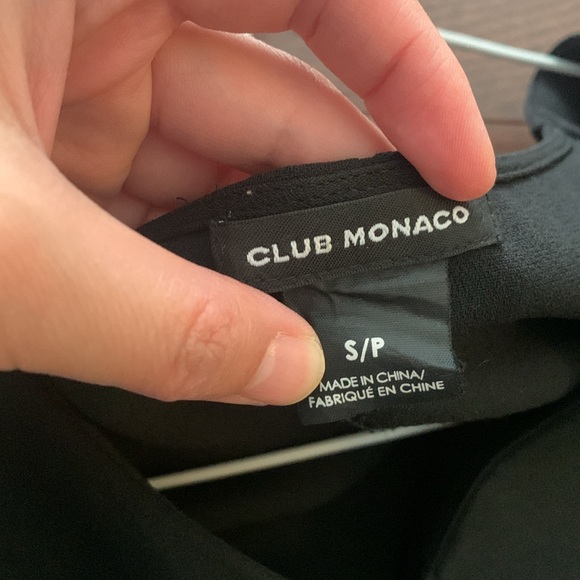 CLUB MONACO
S/P
MADE IN CHINA/
FABRIQUÉ EN CHINE